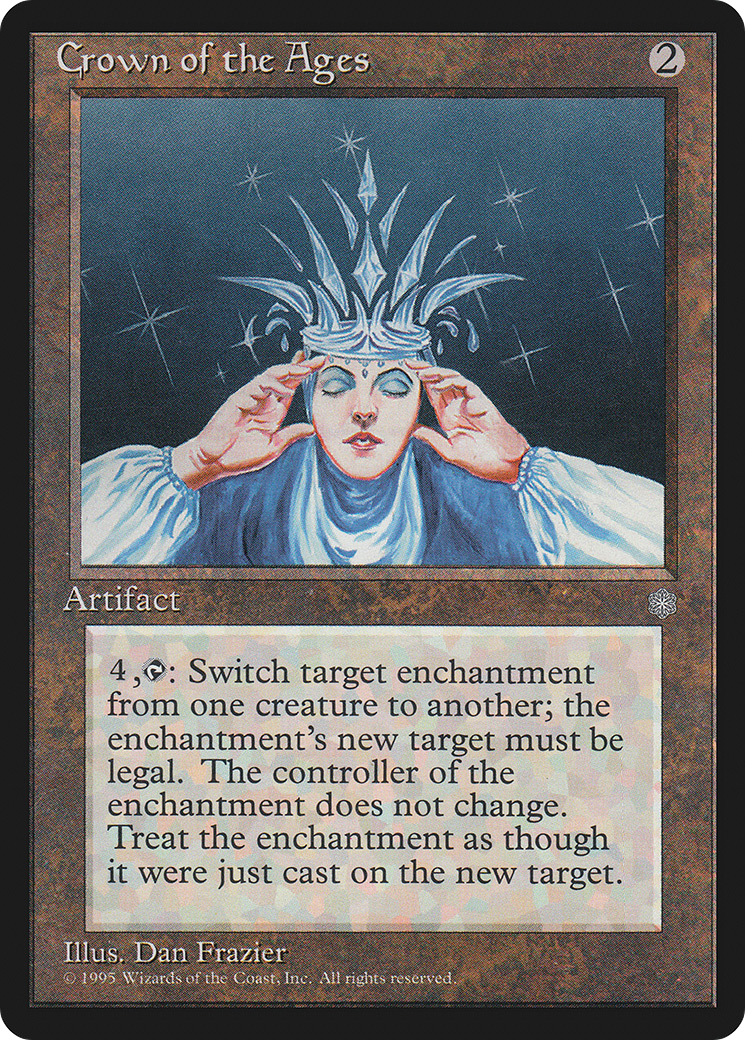 Crown of the Ages
2
Artifact
4, : Switch target enchantment
from one creature to another; the
enchantment's new target must be
legal. The controller of the
enchantment does not change.
Treat the enchantment as though
it were just cast on the new target.
Illus. Dan Frazier
© 1995 Wizards of the Coast, Inc. All rights reserved.